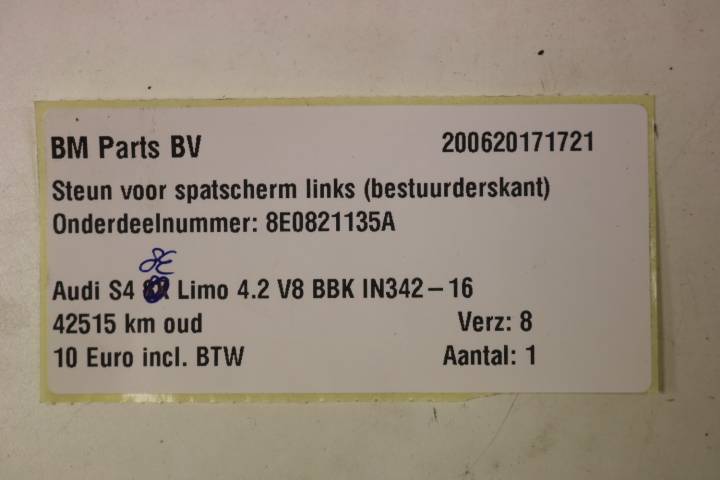 BM Parts BV 200620171721
Steun voor spatscherm links (bestuurderskant)
Onderdeelnummer: 8E0821135A
8E
Audi S4 Limo 4.2 V8 BBK IN342-16
42515 km oud Verz: 8
10 Euro incl. BTW Aantal: 1